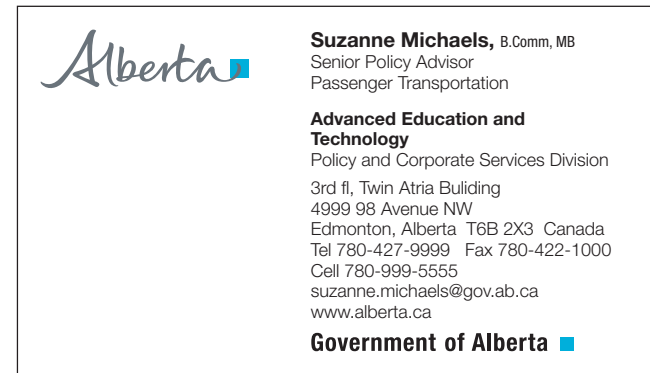 Alberta
Suzanne Michaels, B.Comm, MB
Senior Policy Advisor
Passenger Transportation
Advanced Education and
Technology
Policy and Corporate Services Division
3rd fl, Twin Atria Buliding
4999 98 Avenue NW
Edmonton, Alberta T6B 2X3 Canada
Tel 780-427-9999 Fax 780-422-1000
Cell 780-999-5555
suzanne.michaels@gov.ab.ca
www.alberta.ca
Government of Alberta